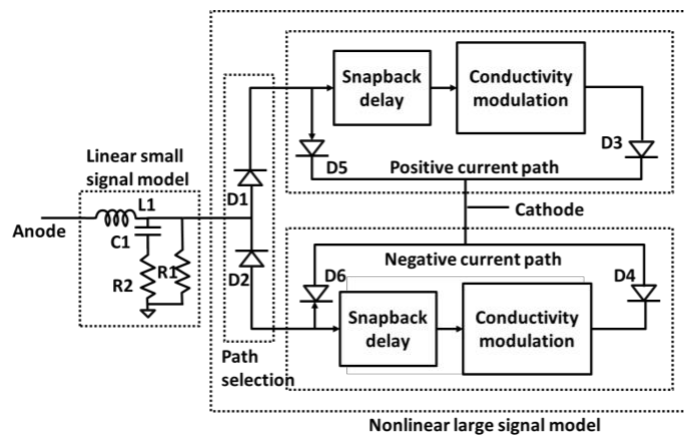 Snapback
delay
Conductivity
modulation
D3
D5
Positive current path
Linear small
signal model
D1
L1
Cathode
Anode
C1
R2
R1
D2
Negative current path
D6
D4
Snapback
delay
Conductivity
modulation
Path
selection
Nonlinear large signal model